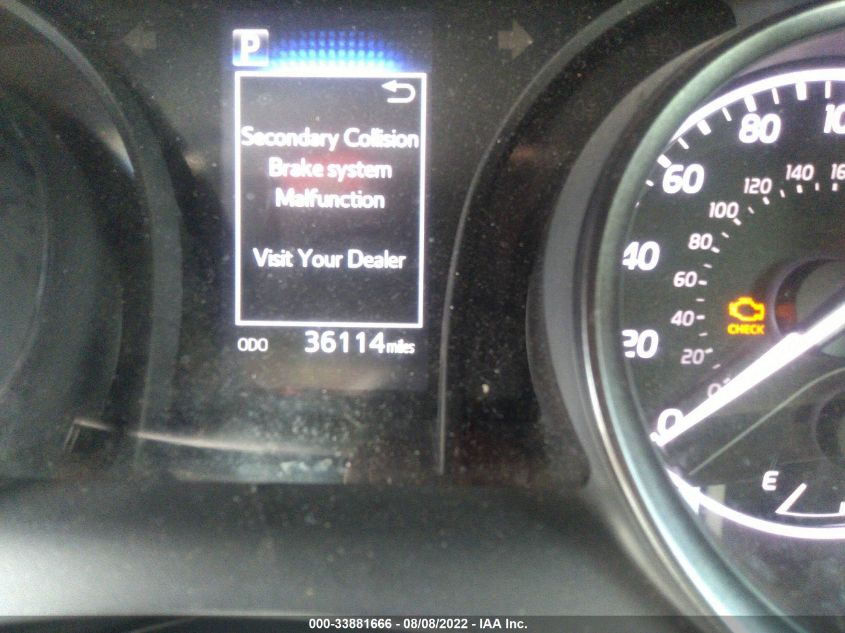 P
Secondary Collision
Brake system
Malfunction
Visit Your Dealer
ODO 36114 miles
0 20 40 60 80
0 20 40 60 80 100 120 140
CHECK
E
000-33881666 - 08/08/2022 - IAA Inc.